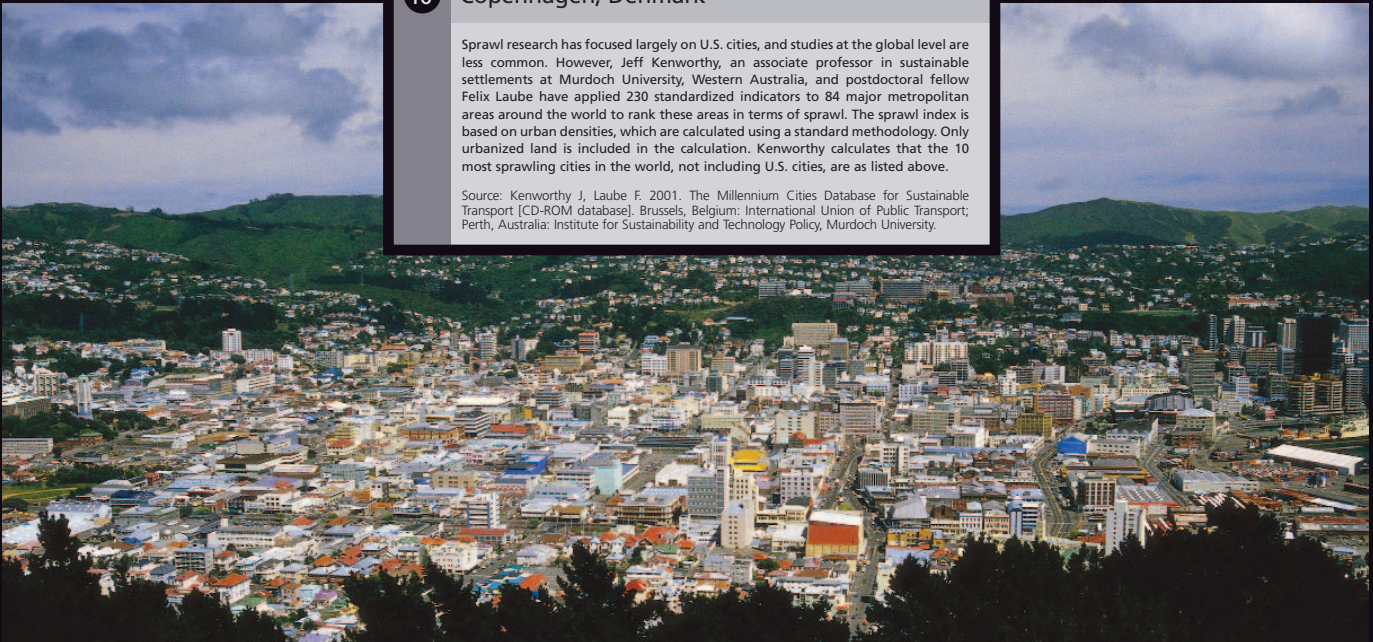 10 Copenhagen, Denmark
Sprawl research has focused largely on U.S. cities, and studies at the global level are
less common. However, Jeff Kenworthy, an associate professor in sustainable
settlements at Murdoch University, Western Australia, and postdoctoral fellow
Felix Laube have applied 230 standardized indicators to 84 major metropolitan
areas around the world to rank these areas in terms of sprawl. The sprawl index is
based on urban densities, which are calculated using a standard methodology. Only
urbanized land is included in the calculation. Kenworthy calculates that the 10
most sprawling cities in the world, not including U.S. cities, are as listed above.
Source: Kenworthy J, Laube F. 2001. The Millennium Cities Database for Sustainable
Transport [CD-ROM database]. Brussels, Belgium: International Union of Public Transport;
Perth, Australia: Institute for Sustainability and Technology Policy, Murdoch University.